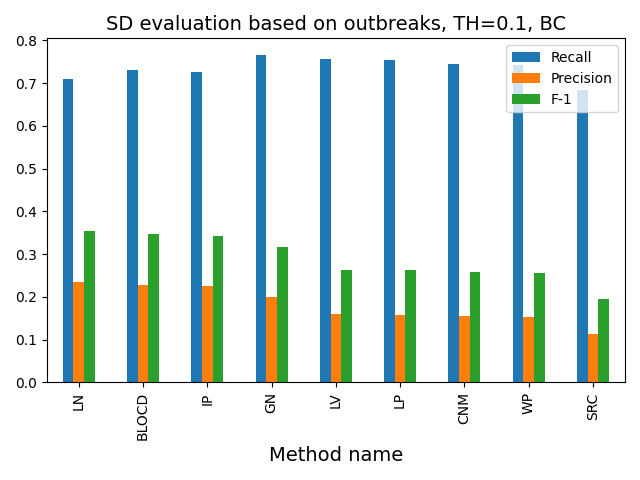 SD evaluation based on outbreaks, TH=0.1, BC
0.8
0.7
0.6
0.5
0.4
0.3
0.2
0.1
0.0
Recall
Precision
F-1
LN
BLOCD
IP
GN
LV
LP
CNM
WP
SRC
Method name